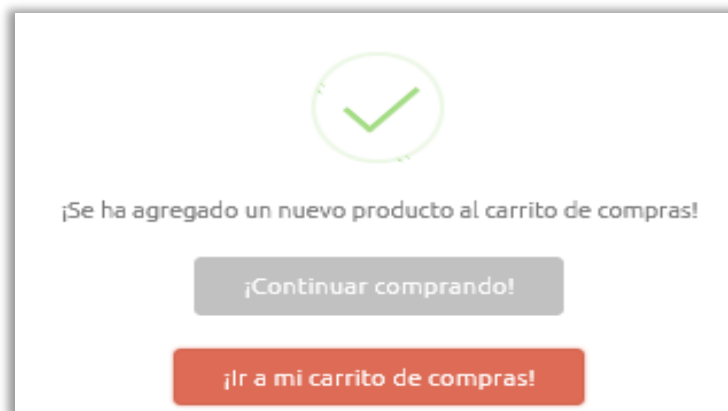 ¡Se ha agregado un nuevo producto al carrito de compras!
¡Continuar comprando!
¡Ir a mi carrito de compras!